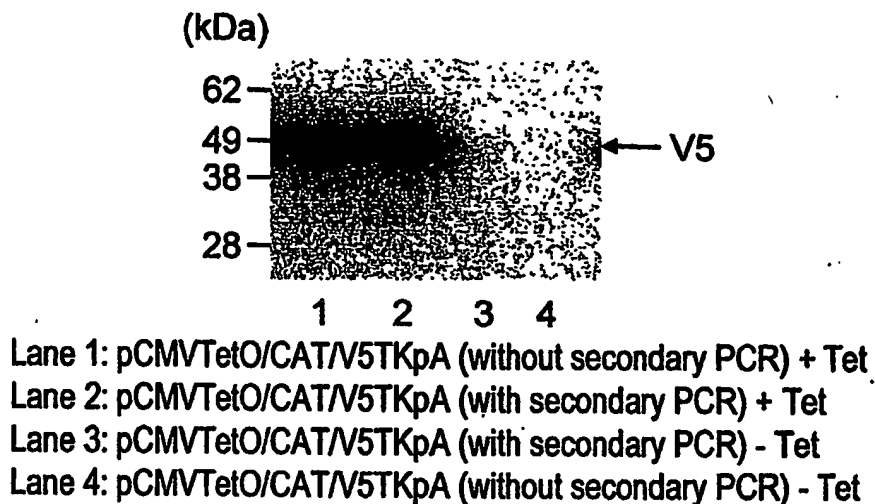 (kDa)
62
49
38
28
V5
1 2 3 4
Lane 1: pCMVTetO/CAT/V5TKpA (without secondary PCR) + Tet
Lane 2: pCMVTetO/CAT/V5TKpA (with secondary PCR) + Tet
Lane 3: pCMVTetO/CAT/V5TKpA (with secondary PCR) - Tet
Lane 4: pCMVTetO/CAT/V5TKpA (without secondary PCR) - Tet